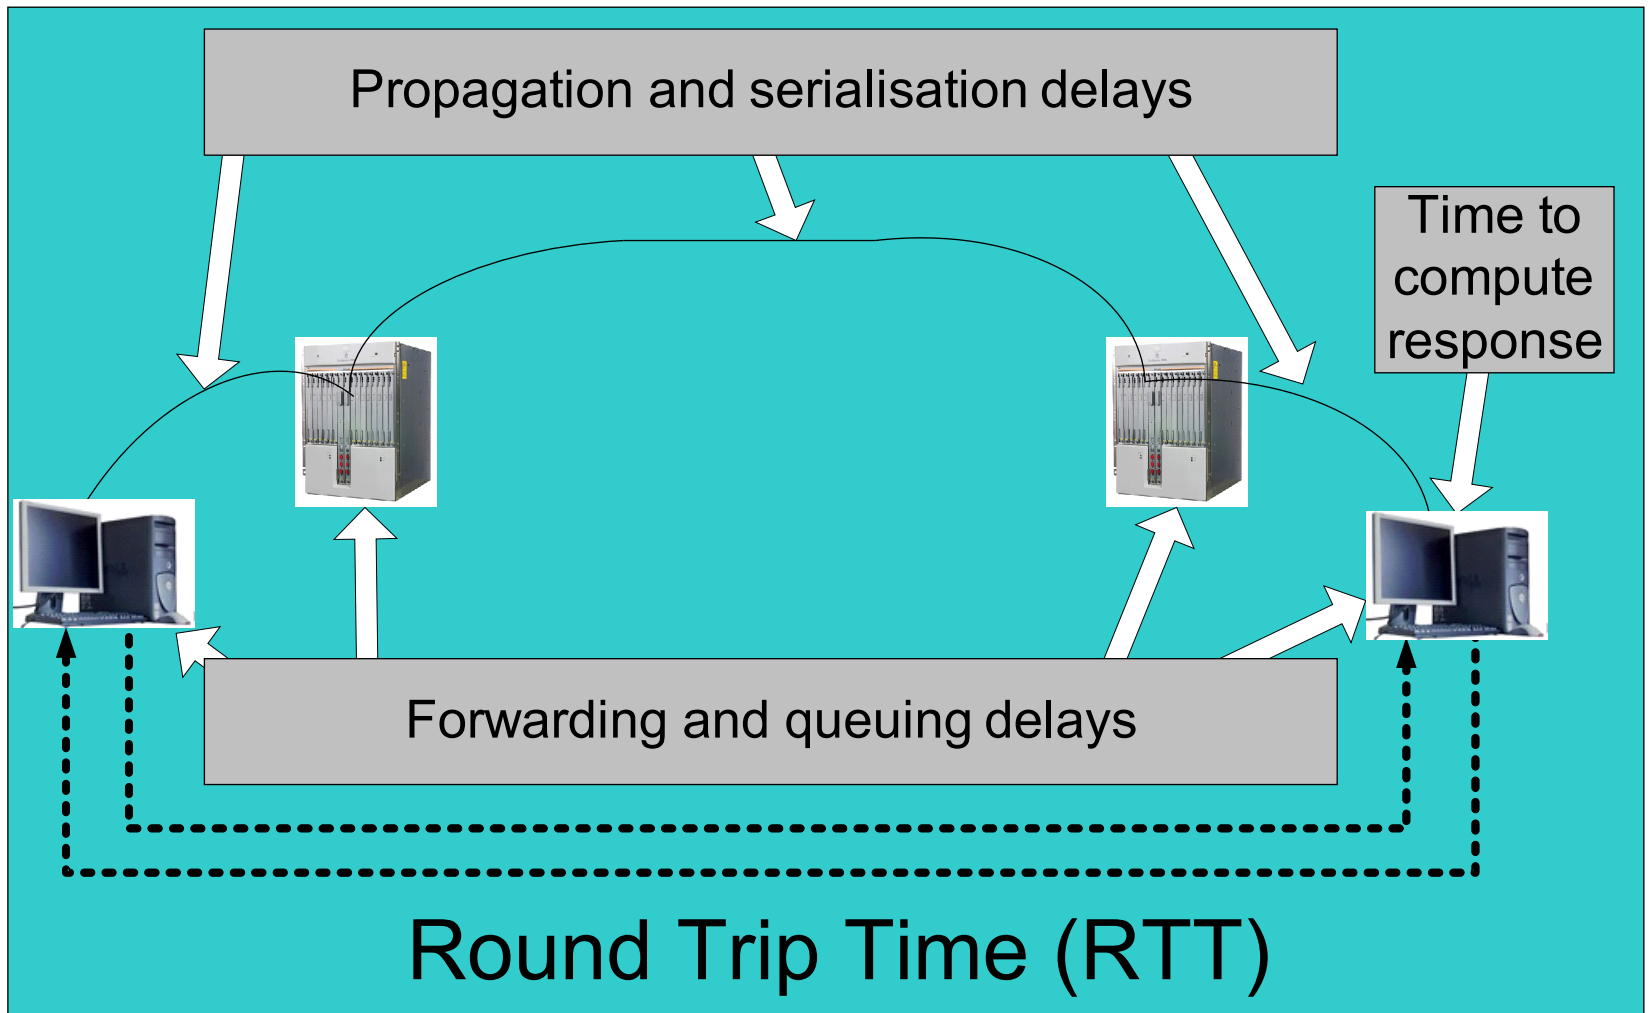 Propagation and serialisation delays
Time to
compute
response
Forwarding and queuing delays
Round Trip Time (RTT)